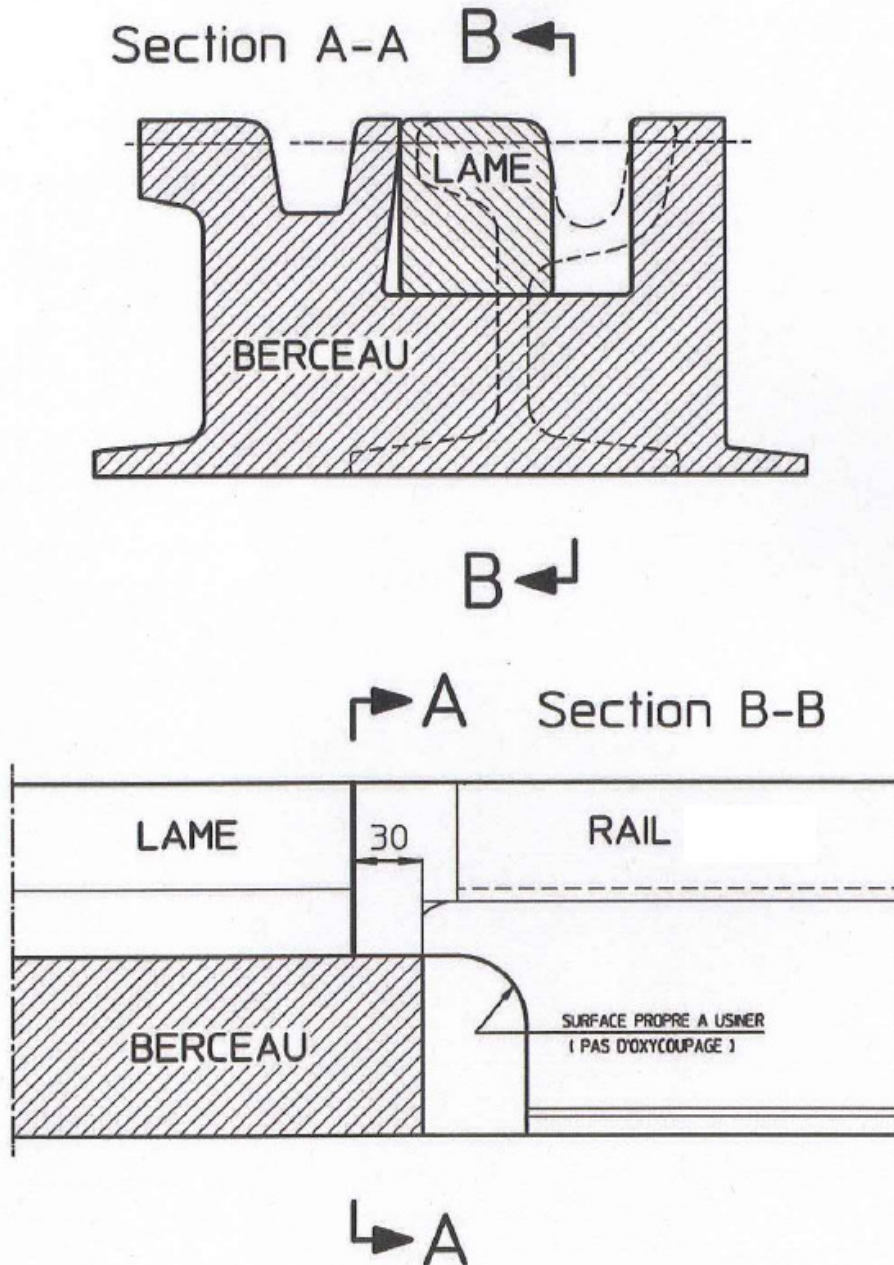 Section A-A
B
LAME
BERCEAU
B
A
Section B-B
LAME
30
RAIL
BERCEAU
SURFACE PROPRE A USINER
( PAS D'OXYCOUPAGE )
A